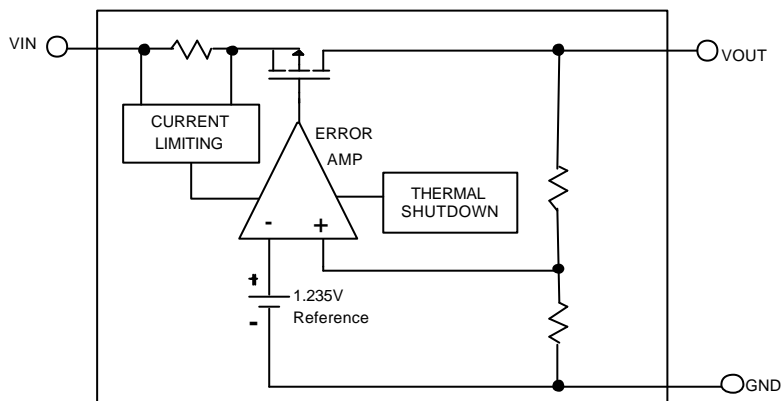 VIN
VOUT
CURRENT
LIMITING
ERROR
AMP
THERMAL
SHUTDOWN
- +
+
1.235V
Reference
-
GND